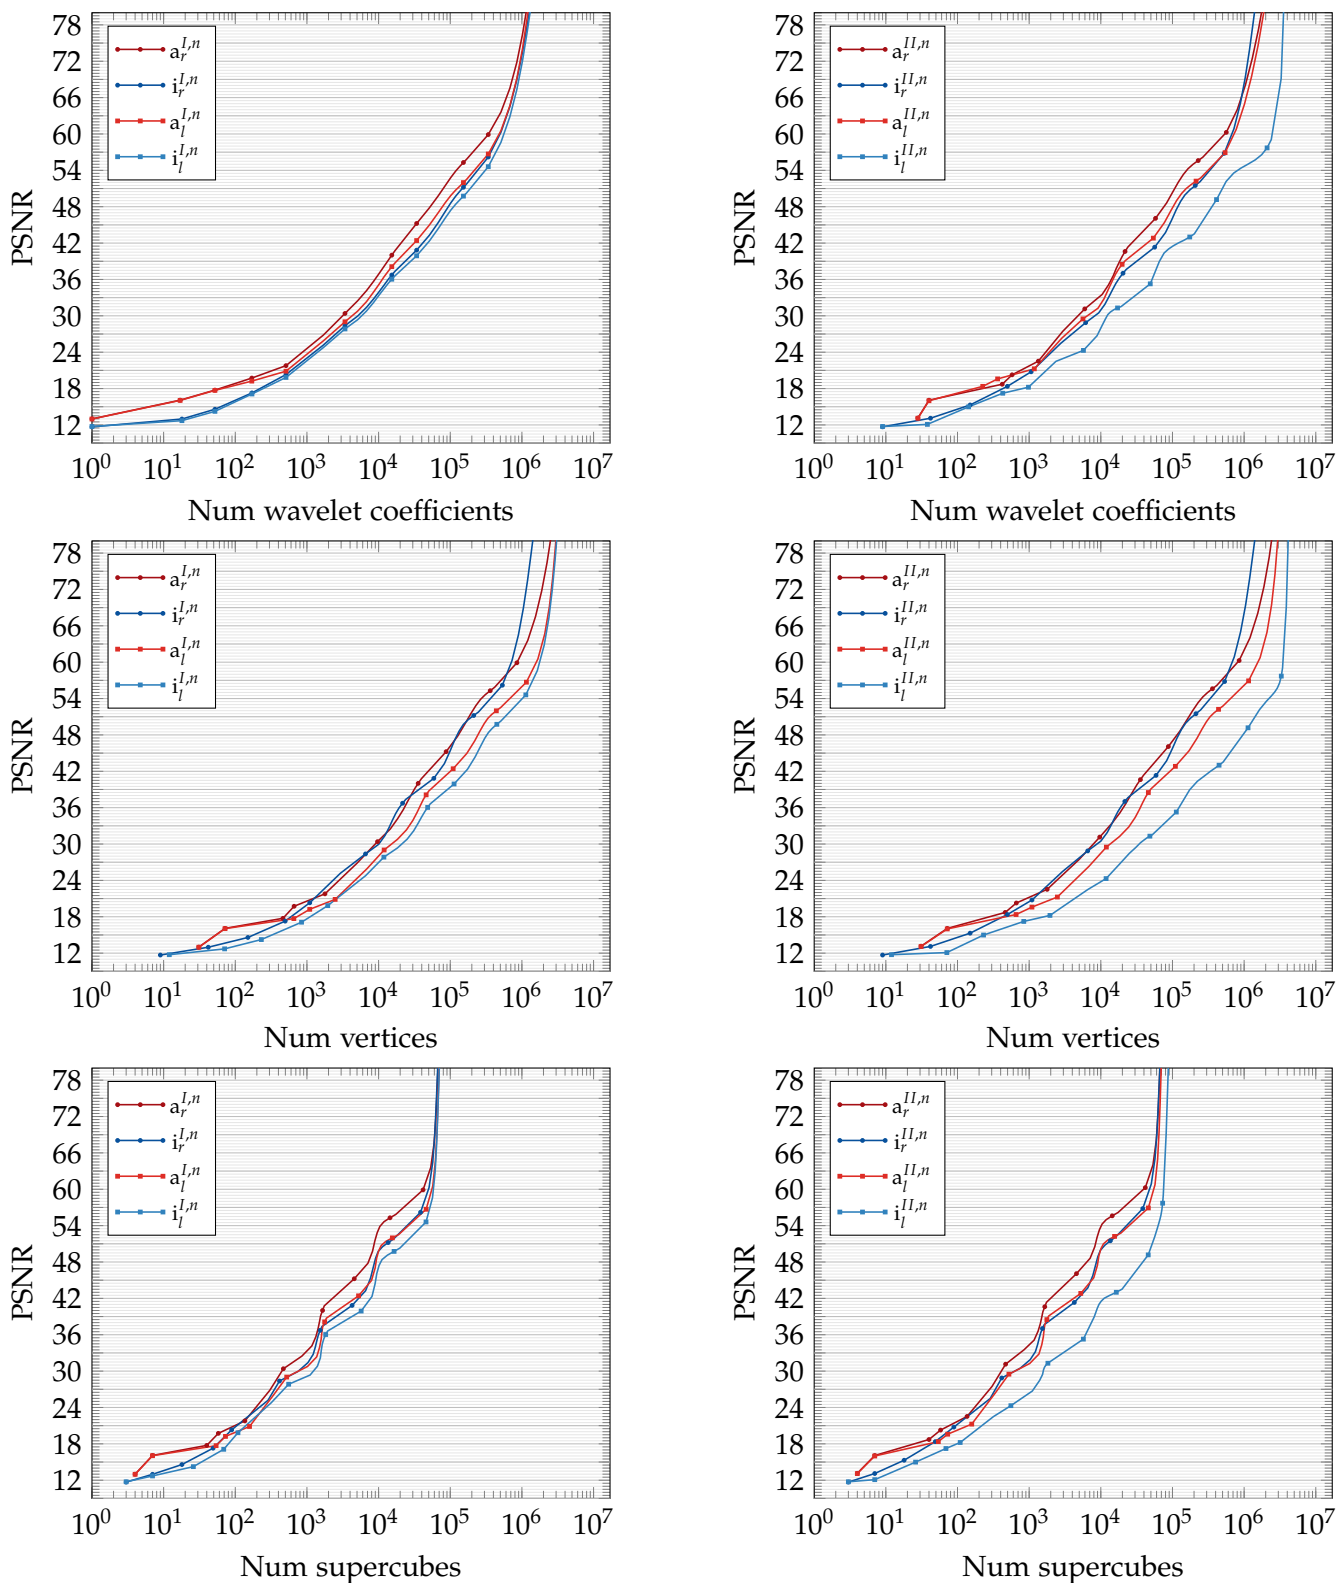 78
72
66
60
54
48
42
36
30
24
18
12
PSNR
a_r^{I,n}
i_r^{I,n}
a_l^{I,n}
i_l^{I,n}
10^0 10^1 10^2 10^3 10^4 10^5 10^6 10^7
Num wavelet coefficients
78
72
66
60
54
48
42
36
30
24
18
12
PSNR
a_r^{II,n}
i_r^{II,n}
a_l^{II,n}
i_l^{II,n}
10^0 10^1 10^2 10^3 10^4 10^5 10^6 10^7
Num wavelet coefficients
78
72
66
60
54
48
42
36
30
24
18
12
PSNR
a_r^{I,n}
i_r^{I,n}
a_l^{I,n}
i_l^{I,n}
10^0 10^1 10^2 10^3 10^4 10^5 10^6 10^7
Num vertices
78
72
66
60
54
48
42
36
30
24
18
12
PSNR
a_r^{II,n}
i_r^{II,n}
a_l^{II,n}
i_l^{II,n}
10^0 10^1 10^2 10^3 10^4 10^5 10^6 10^7
Num vertices
78
72
66
60
54
48
42
36
30
24
18
12
PSNR
a_r^{I,n}
i_r^{I,n}
a_l^{I,n}
i_l^{I,n}
10^0 10^1 10^2 10^3 10^4 10^5 10^6 10^7
Num supercubes
78
72
66
60
54
48
42
36
30
24
18
12
PSNR
a_r^{II,n}
i_r^{II,n}
a_l^{II,n}
i_l^{II,n}
10^0 10^1 10^2 10^3 10^4 10^5 10^6 10^7
Num supercubes